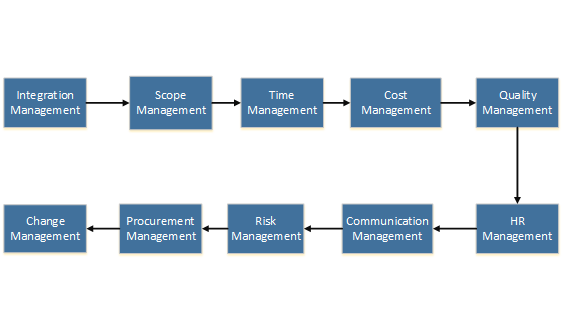 Integration
Management
Scope
Management
Time
Management
Cost
Management
Quality
Management
HR
Management
Communication
Management
Risk
Management
Procurement
Management
Change
Management